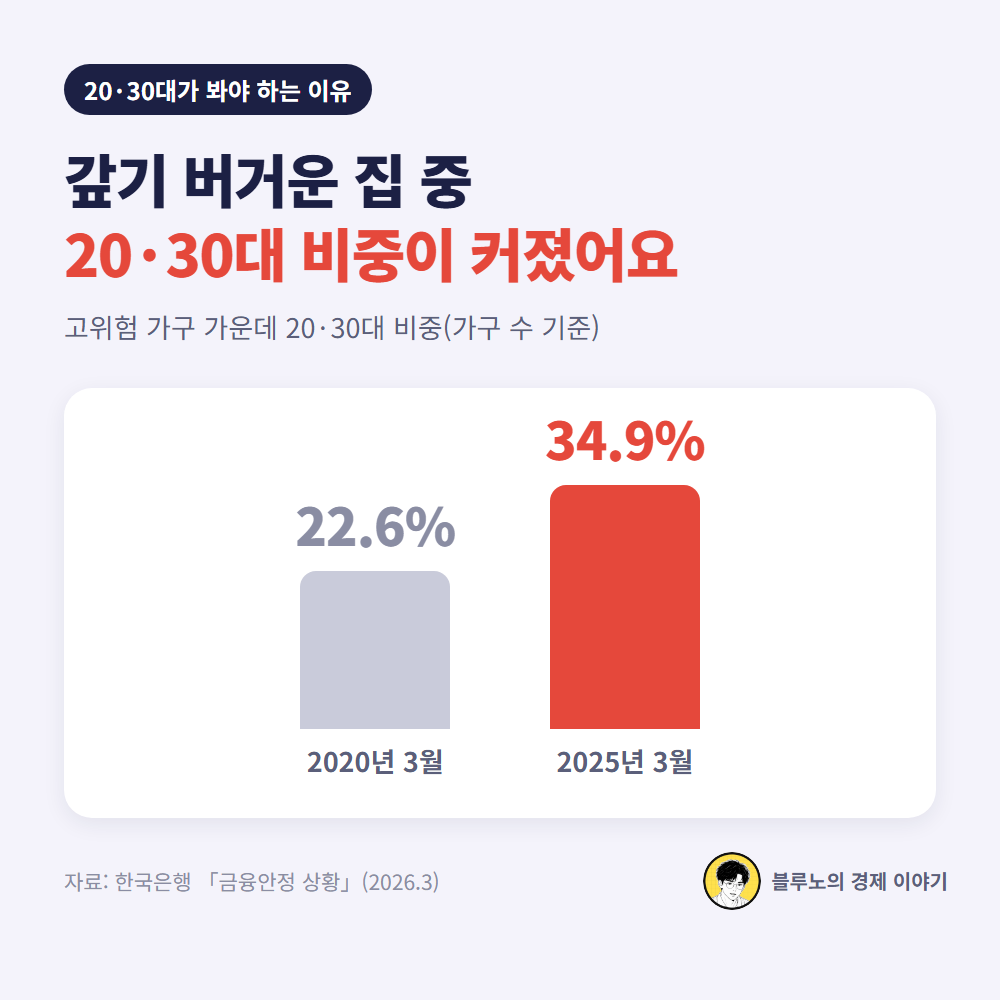 20·30대가 봐야 하는 이유
갚기 버거운 집 중
20·30대 비중이 커졌어요
고위험 가구 가운데 20·30대 비중(가구 수 기준)
34.9%
22.6%
2020년 3월
2025년 3월
자료: 한국은행 「금융안정 상황」(2026.3)
블루노의 경제 이야기